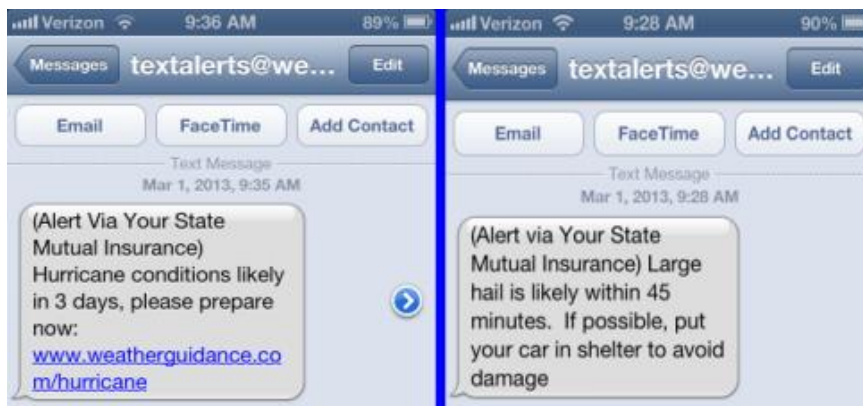 Verizon 9:36 AM 89%
Messages textalerts@we... Edit
Email FaceTime Add Contact
Text Message
Mar 1, 2013, 9:35 AM
(Alert Via Your State
Mutual Insurance)
Hurricane conditions likely
in 3 days, please prepare
now:
www.weatherguidance.co
m/hurricane
Verizon 9:28 AM 90%
Messages textalerts@we... Edit
Email FaceTime Add Contact
Text Message
Mar 1, 2013, 9:28 AM
(Alert via Your State
Mutual Insurance) Large
hail is likely within 45
minutes. If possible, put
your car in shelter to avoid
damage